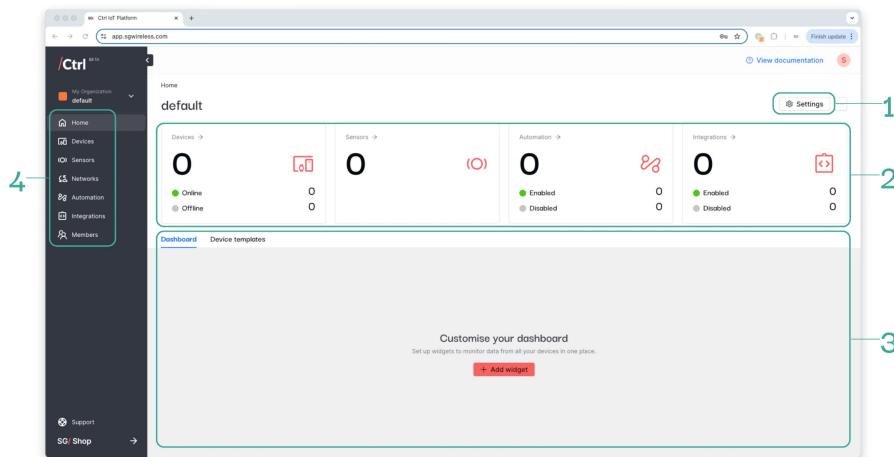 Ctrl IoT Platform
app.sgwireless.com
Finish update
/Ctrl BETA
View documentation
S
My Organization
default
Home
default
Settings
1
Home
Devices
Sensors
Networks
Automation
Integrations
Members
4
Devices →
0
Online 0
Offline 0
Sensors →
0
Automation →
0
Enabled 0
Disabled 0
Integrations →
0
Enabled 0
Disabled 0
2
Dashboard Device templates
Customise your dashboard
Set up widgets to monitor data from all your devices in one place.
+ Add widget
3
Support
SG/ Shop →